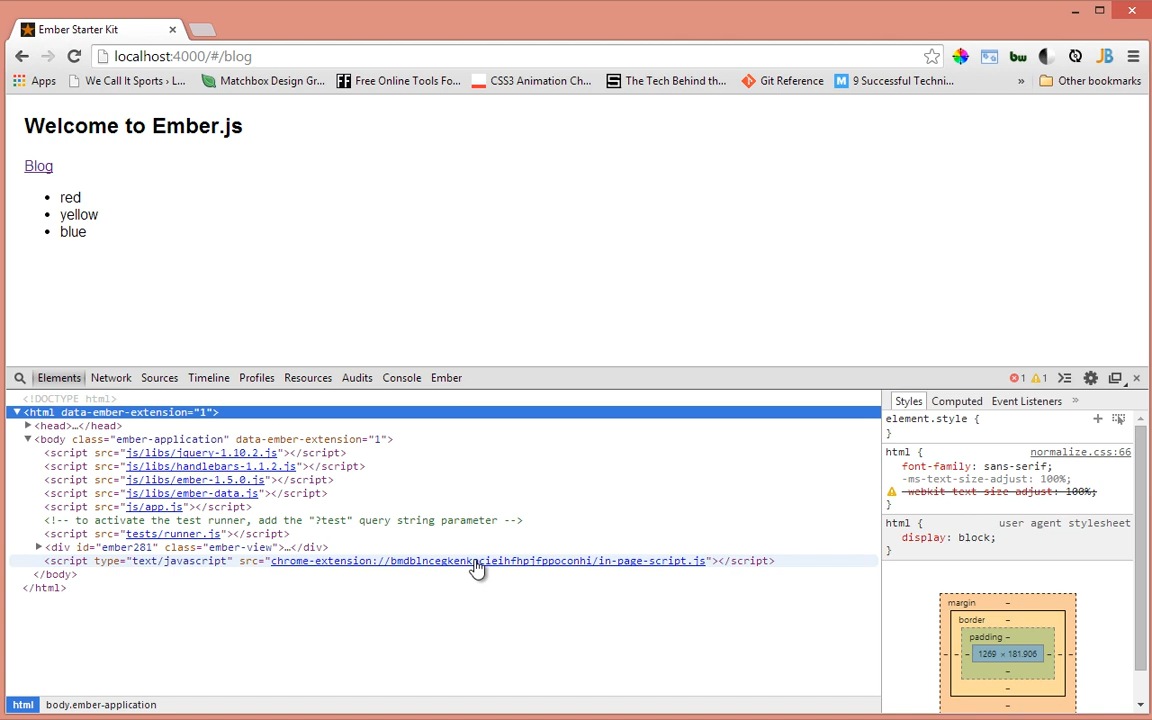 Ember Starter Kit
localhost:4000/#/blog
bw JB
Apps We Call It Sports › L... Matchbox Design Gr... FF Free Online Tools Fo... CSS3 Animation Ch... The Tech Behind th... Git Reference M 9 Successful Techni... » Other bookmarks
Welcome to Ember.js
Blog
• red
• yellow
• blue
Elements Network Sources Timeline Profiles Resources Audits Console Ember 1 1
<!DOCTYPE html>
<html data-ember-extension="1">
<head>…</head>
<body class="ember-application" data-ember-extension="1">
<script src="js/libs/jquery-1.10.2.js"></script>
<script src="js/libs/handlebars-1.1.2.js"></script>
<script src="js/libs/ember-1.5.0.js"></script>
<script src="js/libs/ember-data.js"></script>
<script src="js/app.js"></script>
<!-- to activate the test runner, add the "?test" query string parameter -->
<script src="tests/runner.js"></script>
<div id="ember281" class="ember-view">…</div>
<script type="text/javascript" src="chrome-extension:// /in-page-script.js"></script>
</body>
</html>
html body.ember-application
Styles Computed Event Listeners »
element.style {
}
html { normalize.css:66
font-family: sans-serif;
-ms-text-size-adjust: 100%;
-webkit-text-size-adjust: 100%;
}
html { user agent stylesheet
display: block;
}
margin –
border –
padding –
– – – 1269 × 181.906 – – –
–
–
–